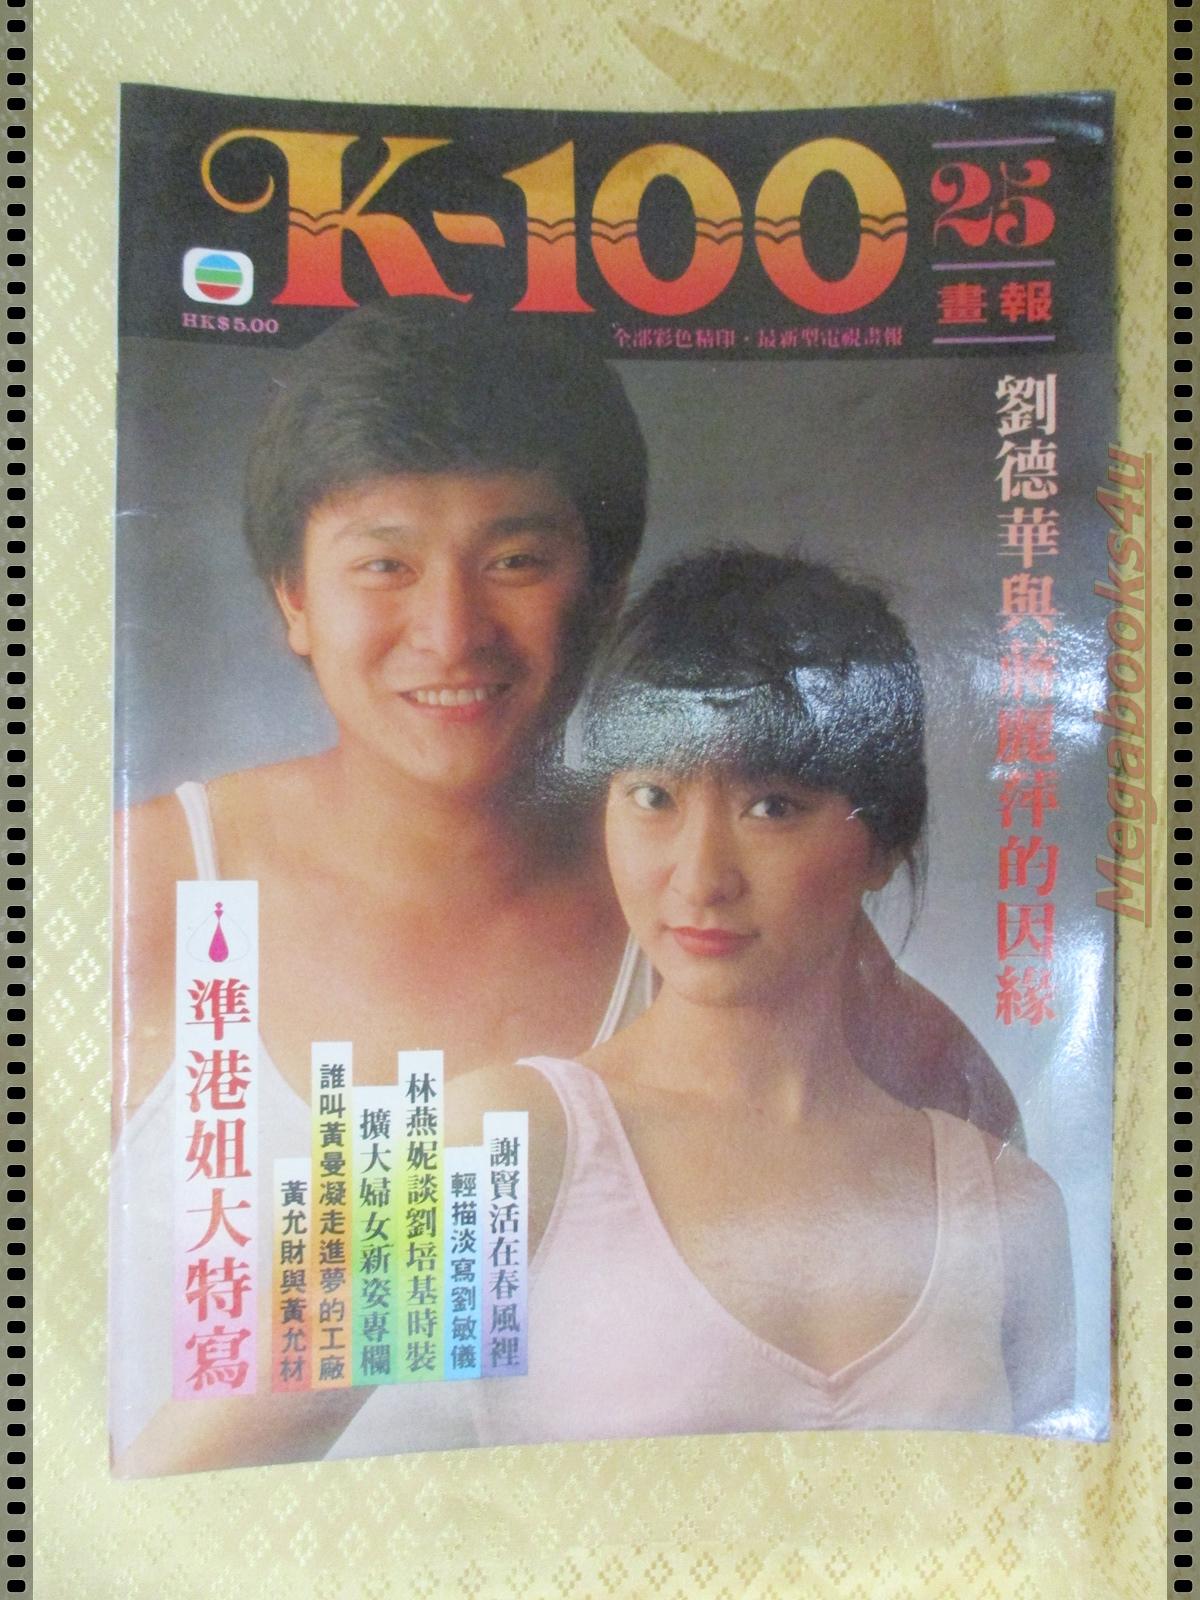 K-100
25
畫報
HK$5.00
全部彩色精印・最新型電視畫報
劉德華與蔣麗萍的因緣
準港姐大特寫
黃允財與黃允材
誰叫黃曼凝走進夢的工廠
擴大婦女新姿專欄
林燕妮談劉培基時裝
輕描淡寫劉敏儀
謝賢活在春風裡
Megabooks4u